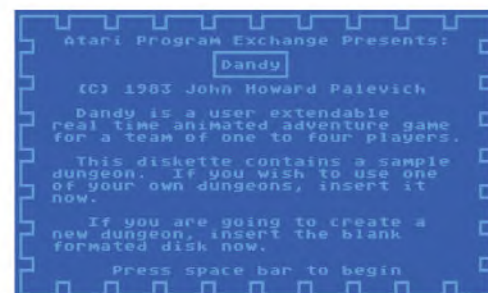 Atari Program Exchange Presents:
Dandy
(C) 1983 John Howard Palevich
Dandy is a user extendable
real time animated adventure game
for a team of one to four players.
This diskette contains a sample
dungeon. If you wish to use one
of your own dungeons, insert it
now.
If you are going to create a
new dungeon, insert the blank
formated disk now.
Press space bar to begin